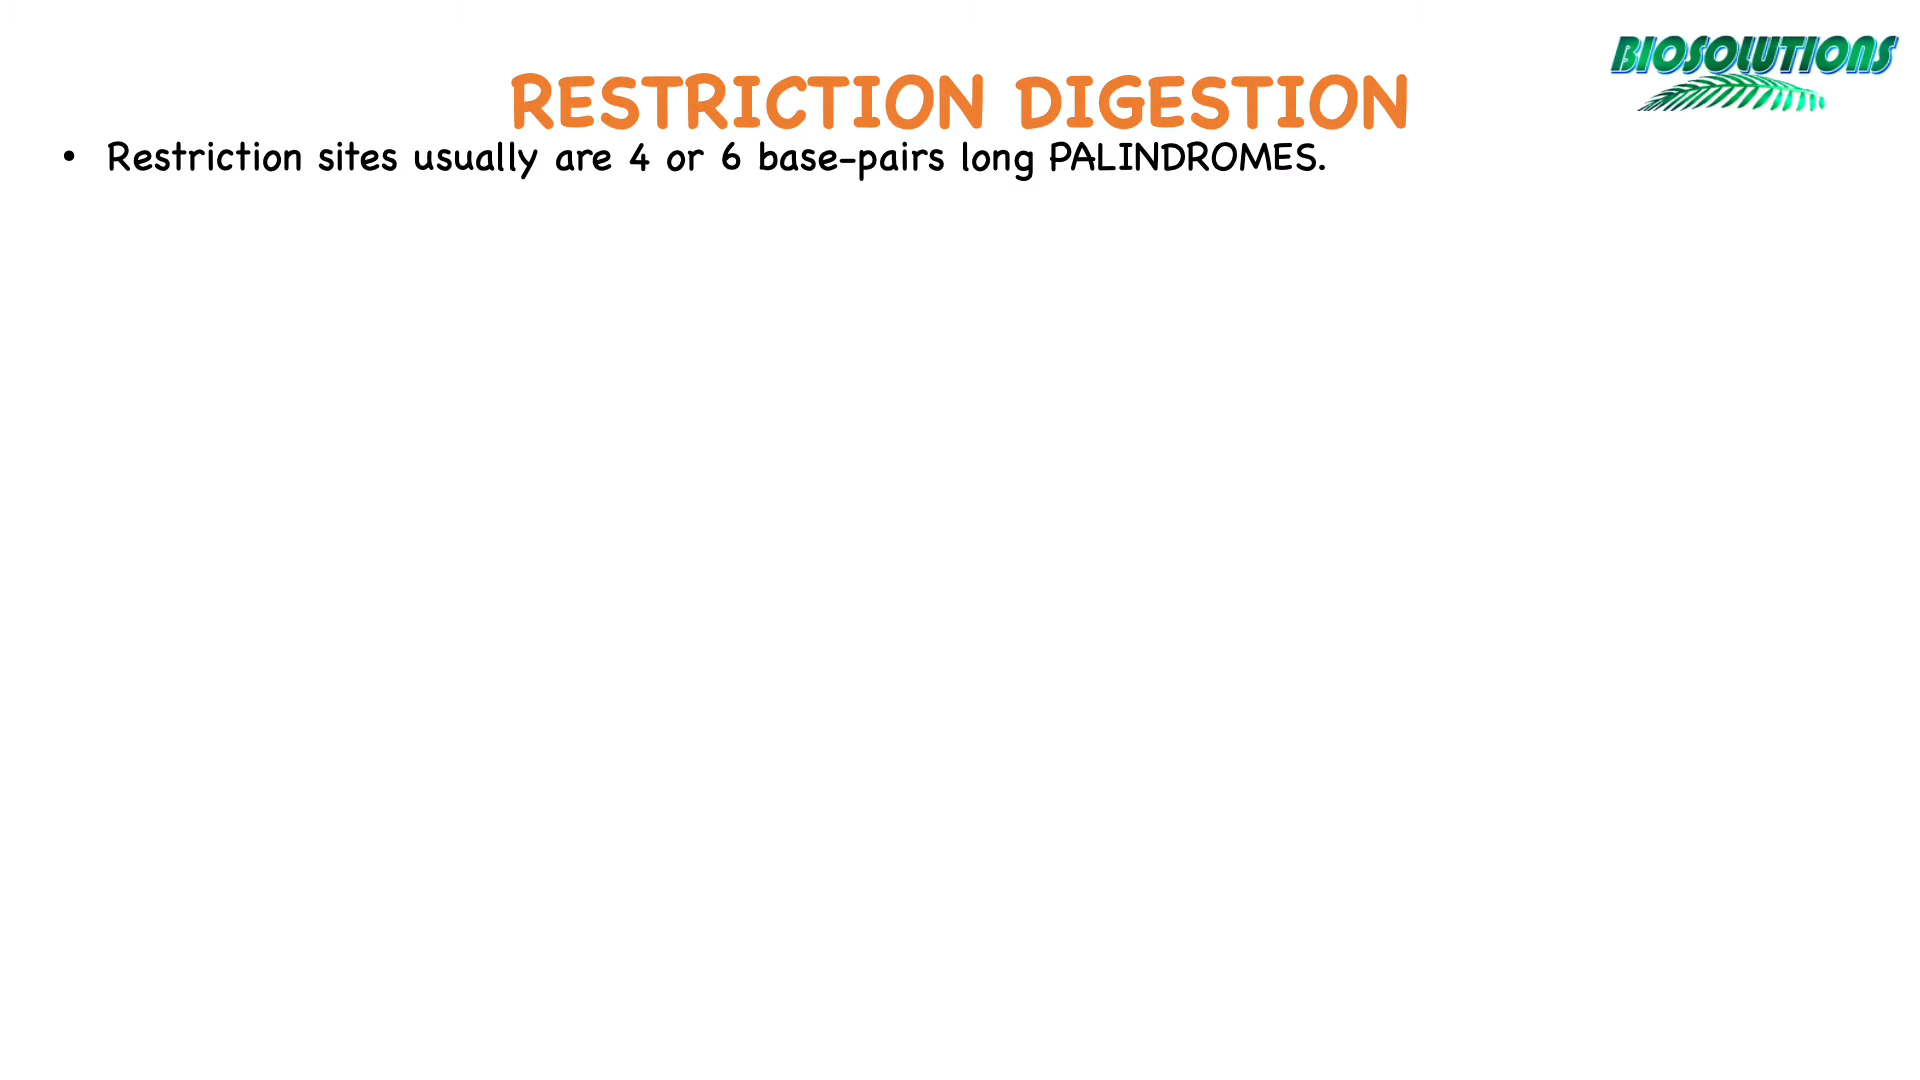 BIOSOLUTIONS
RESTRICTION DIGESTION
• Restriction sites usually are 4 or 6 base-pairs long PALINDROMES.